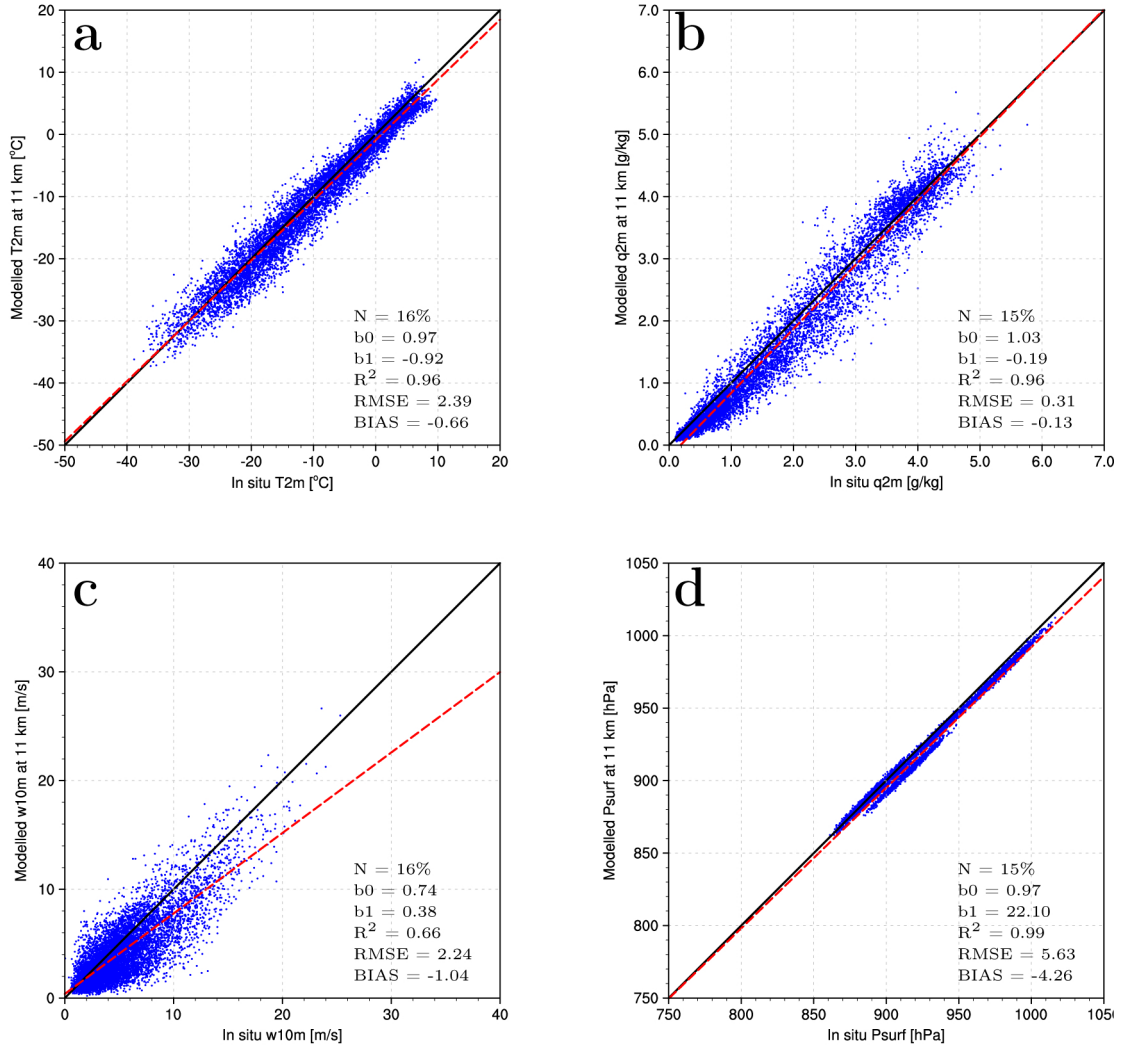 a
20
10
0
-10
-20
-30
-40
-50
Modelled T2m at 11 km [°C]
N = 16%
b0 = 0.97
b1 = -0.92
R² = 0.96
RMSE = 2.39
BIAS = -0.66
-50
-40
-30
-20
-10
0
10
20
In situ T2m [°C]
b
7.0
6.0
5.0
4.0
3.0
2.0
1.0
0.0
Modelled q2m at 11 km [g/kg]
N = 15%
b0 = 1.03
b1 = -0.19
R² = 0.96
RMSE = 0.31
BIAS = -0.13
0.0
1.0
2.0
3.0
4.0
5.0
6.0
7.0
In situ q2m [g/kg]
c
40
30
20
10
0
Modelled w10m at 11 km [m/s]
N = 16%
b0 = 0.74
b1 = 0.38
R² = 0.66
RMSE = 2.24
BIAS = -1.04
0
10
20
30
40
In situ w10m [m/s]
d
1050
1000
950
900
850
800
750
Modelled Psurf at 11 km [hPa]
N = 15%
b0 = 0.97
b1 = 22.10
R² = 0.99
RMSE = 5.63
BIAS = -4.26
750
800
850
900
950
1000
1050
In situ Psurf [hPa]